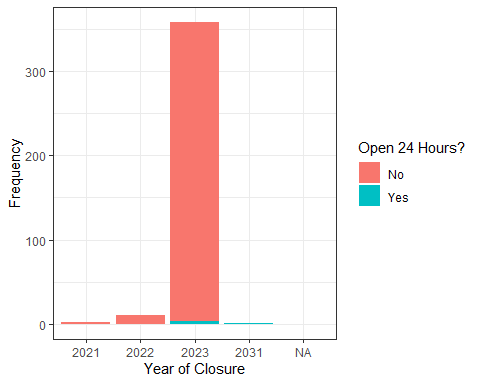 Frequency
300
200
100
0
2021 2022 2023 2031 NA
Year of Closure
Open 24 Hours?
No
Yes